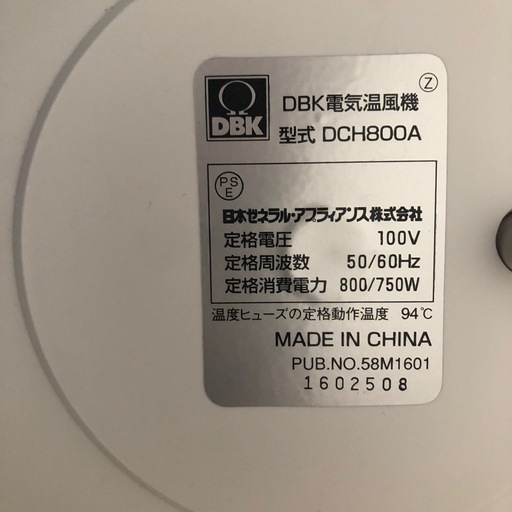 Ω
DBK
DBK電気温風機 Ⓩ
型式 DCH800A
PS
E
日本ゼネラル・アプライアンス株式会社
定格電圧 100V
定格周波数 50/60Hz
定格消費電力 800/750W
温度ヒューズの定格動作温度 94℃
MADE IN CHINA
PUB.NO.58M1601
1602508